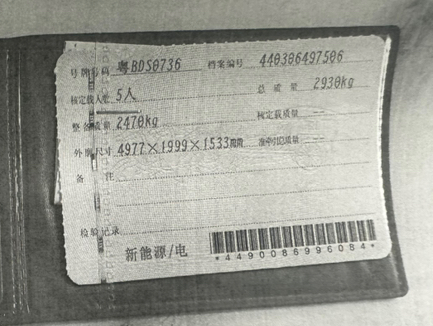 号牌号码 粤BDS0736 档案编号 440306497506
核定载人数 5人 总质量 2930kg
整备质量 2470kg 核定载质量 --
外廓尺寸 4977×1999×1533mm 准牵引总质量 --
备注
检验记录
新能源/电
*4490086996084*